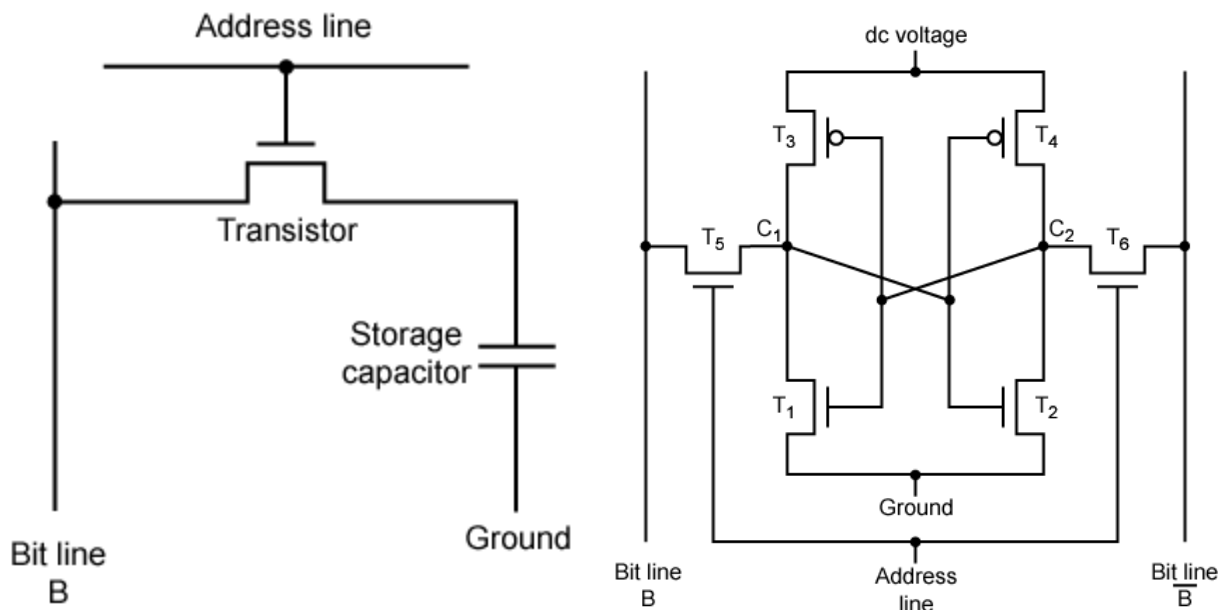 Address line
Transistor
Storage
capacitor
Ground
Bit line
B
dc voltage
T₃
T₄
T₅
C₁
C₂
T₆
T₁
T₂
Ground
Bit line
B
Address
line
Bit line
B̅